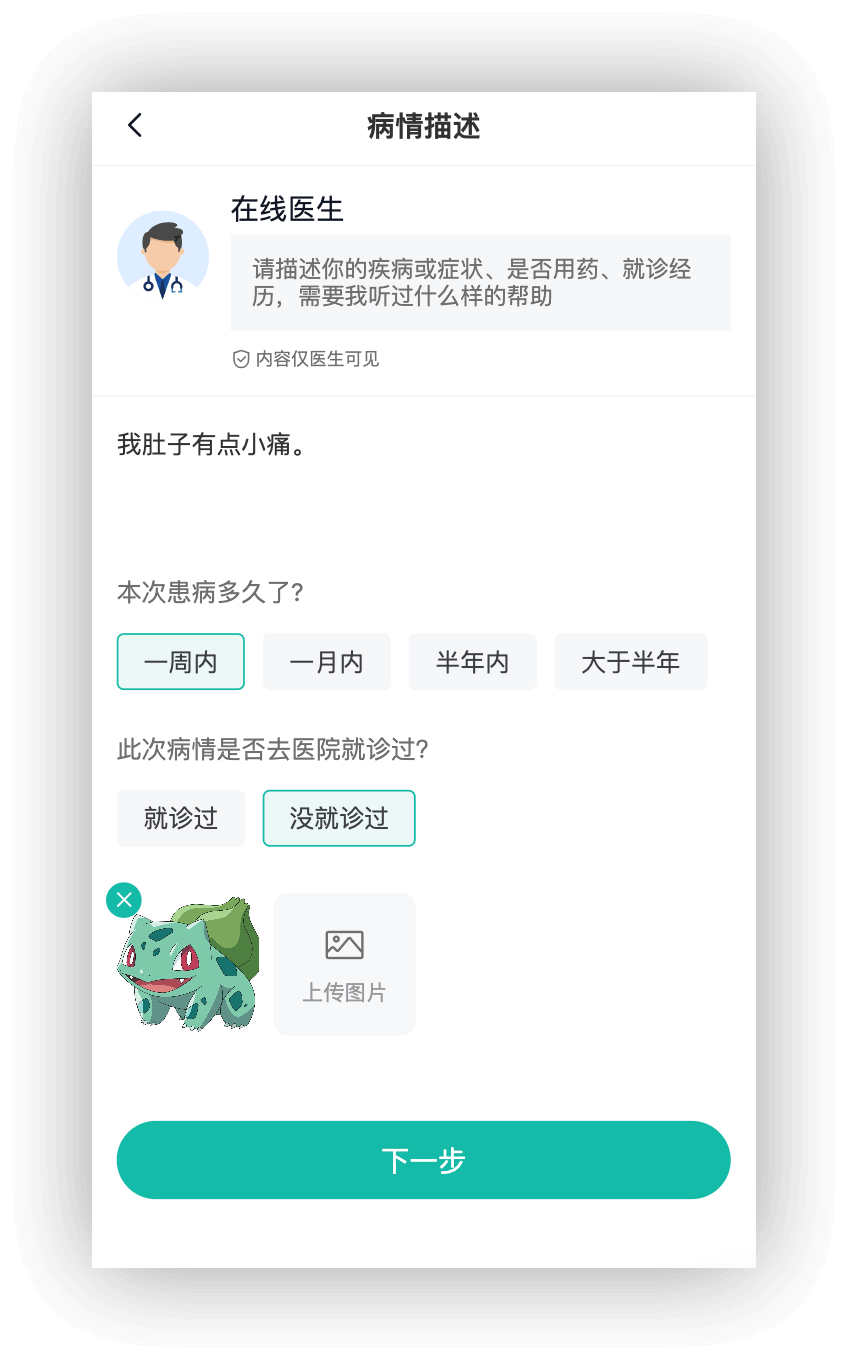 病情描述
在线医生
请描述你的疾病或症状、是否用药、就诊经
历，需要我听过什么样的帮助
内容仅医生可见
我肚子有点小痛。
本次患病多久了?
一周内 一月内 半年内 大于半年
此次病情是否去医院就诊过?
就诊过 没就诊过
上传图片
下一步